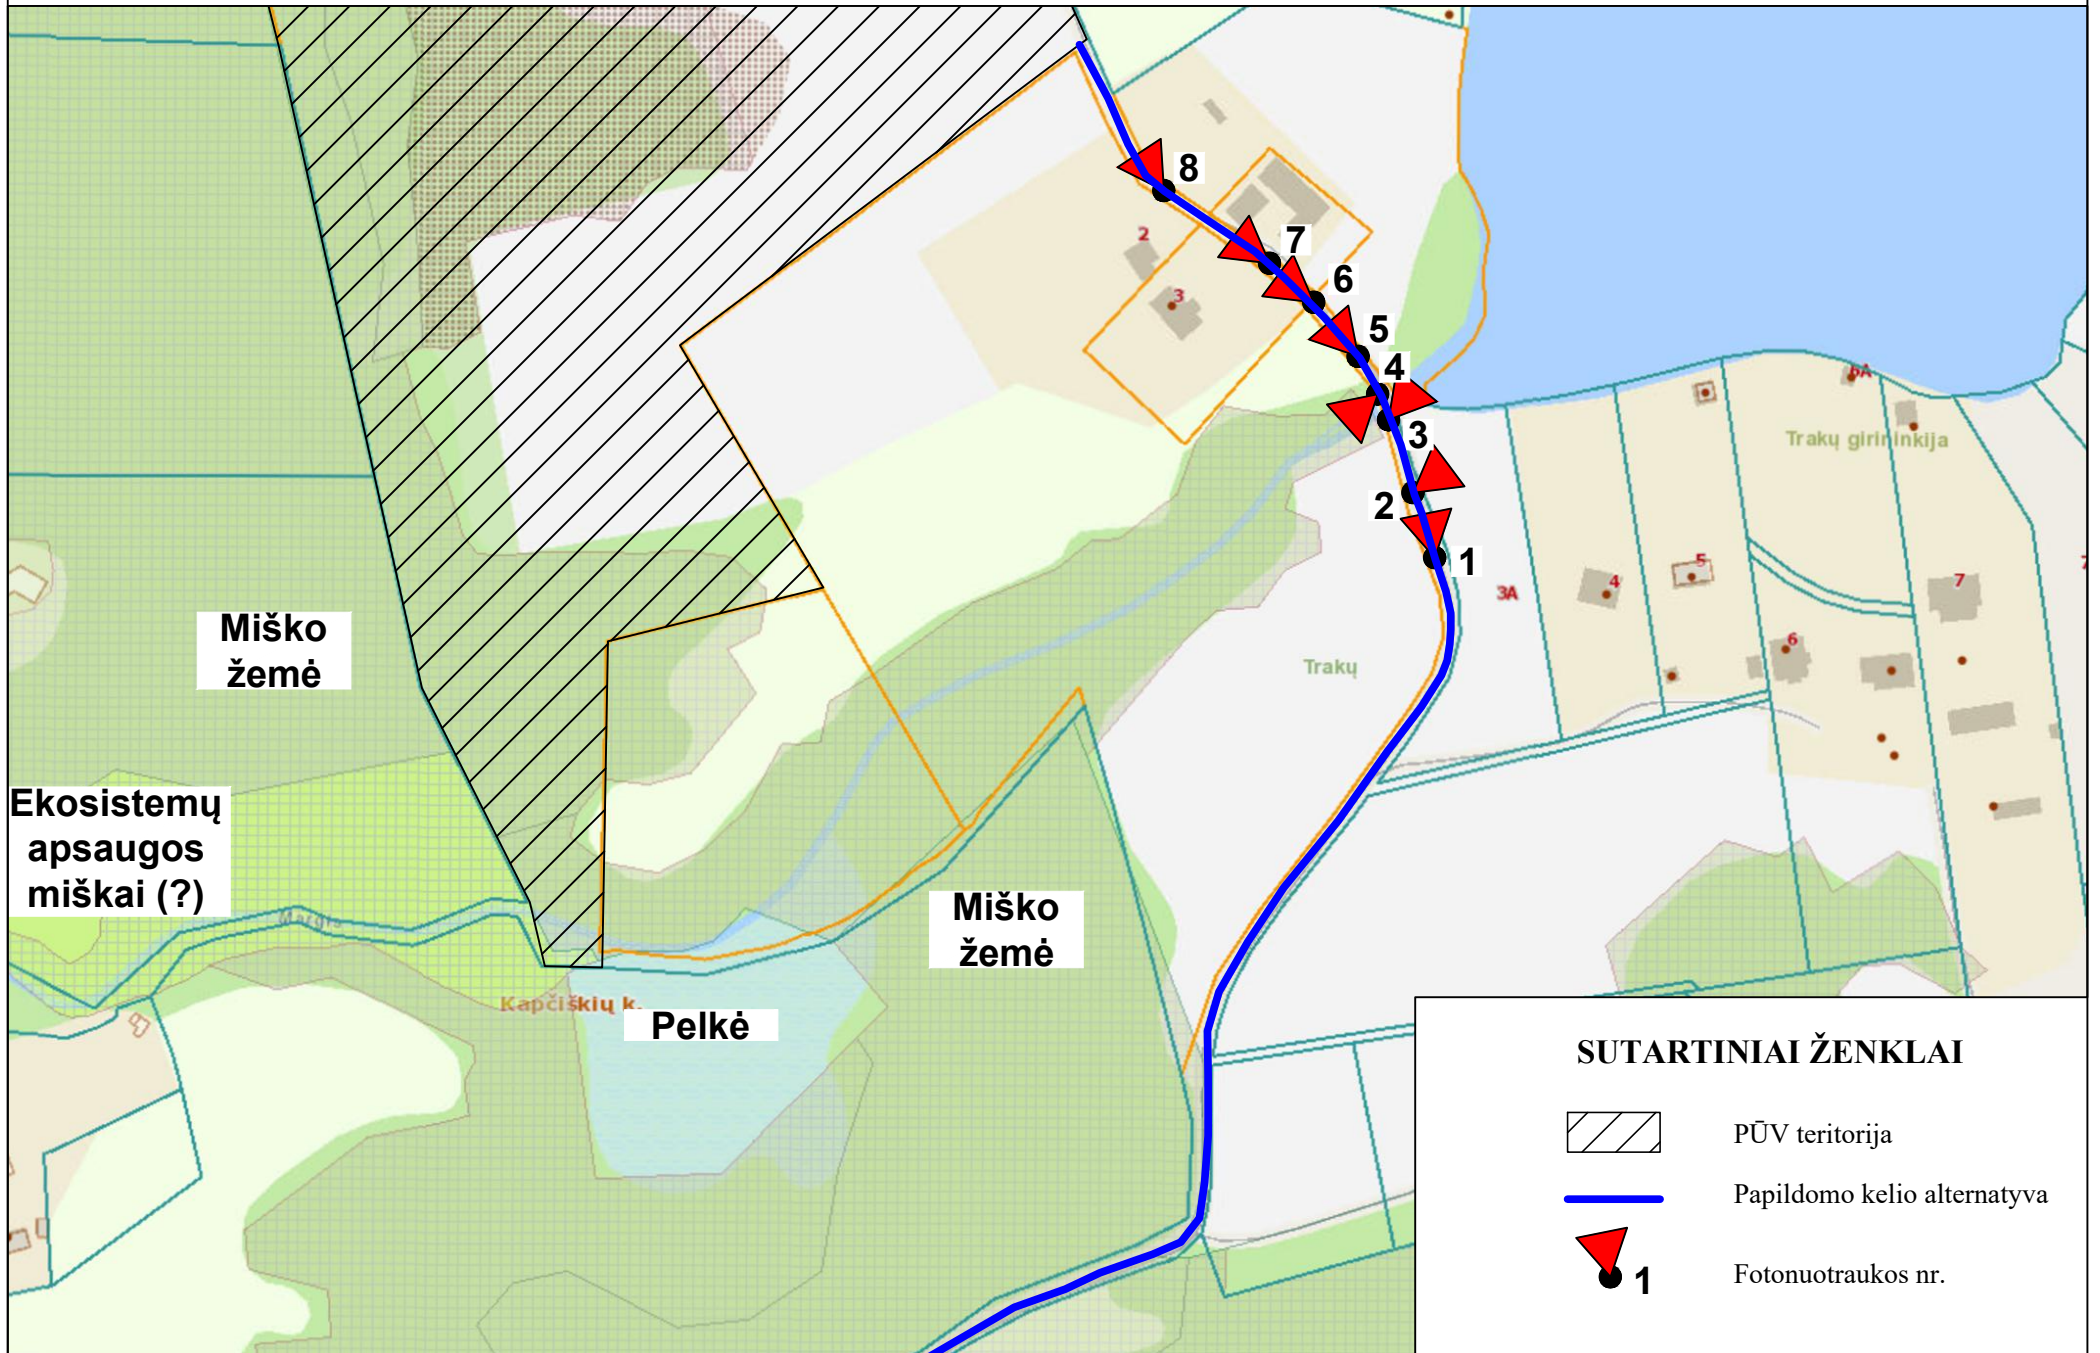 8
2
7
3
6
5
4
6A
Trakų girininkija
3
2
1
5
4
3A
7
Miško
žemė
6
Trakų
Ekosistemų
apsaugos
miškai (?)
Miško
žemė
Kapčiškių k.
Pelkė
SUTARTINIAI ŽENKLAI
PŪV teritorija
Papildomo kelio alternatyva
1
Fotonuotraukos nr.